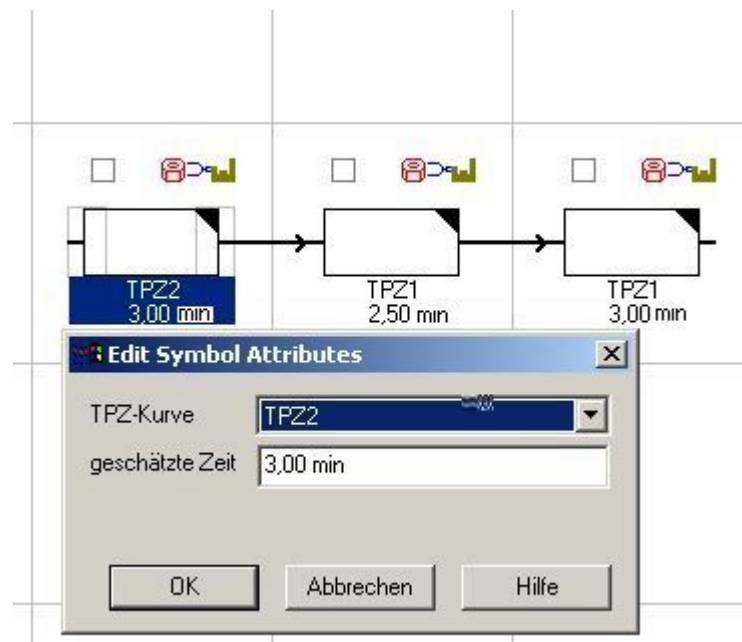 TPZ2
3,00 min
TPZ1
2,50 min
TPZ1
3,00 min
Edit Symbol Attributes
TPZ-Kurve
TPZ2
geschätzte Zeit
3,00 min
OK
Abbrechen
Hilfe